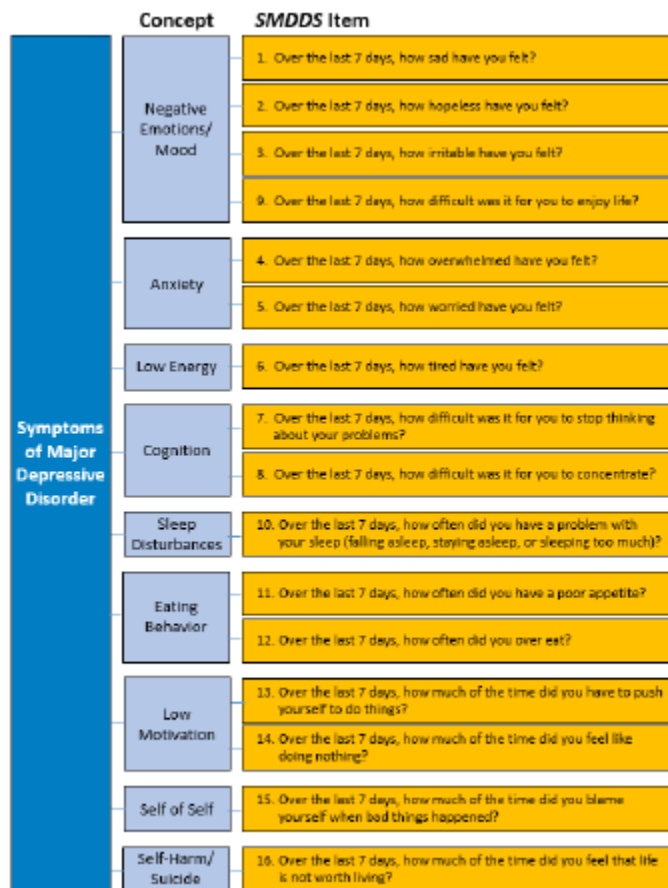 Concept SMDDS Item
Symptoms
of Major
Depressive
Disorder
Negative
Emotions/
Mood
1. Over the last 7 days, how sad have you felt?
2. Over the last 7 days, how hopeless have you felt?
3. Over the last 7 days, how irritable have you felt?
9. Over the last 7 days, how difficult was it for you to enjoy life?
Anxiety
4. Over the last 7 days, how overwhelmed have you felt?
5. Over the last 7 days, how worried have you felt?
Low Energy
6. Over the last 7 days, how tired have you felt?
Cognition
7. Over the last 7 days, how difficult was it for you to stop thinking
about your problems?
8. Over the last 7 days, how difficult was it for you to concentrate?
Sleep
Disturbances
10. Over the last 7 days, how often did you have a problem with
your sleep (falling asleep, staying asleep, or sleeping too much)?
Eating
Behavior
11. Over the last 7 days, how often did you have a poor appetite?
12. Over the last 7 days, how often did you over eat?
Low
Motivation
13. Over the last 7 days, how much of the time did you have to push
yourself to do things?
14. Over the last 7 days, how much of the time did you feel like
doing nothing?
Self of Self
15. Over the last 7 days, how much of the time did you blame
yourself when bad things happened?
Self-Harm/
Suicide
16. Over the last 7 days, how much of the time did you feel that life
is not worth living?